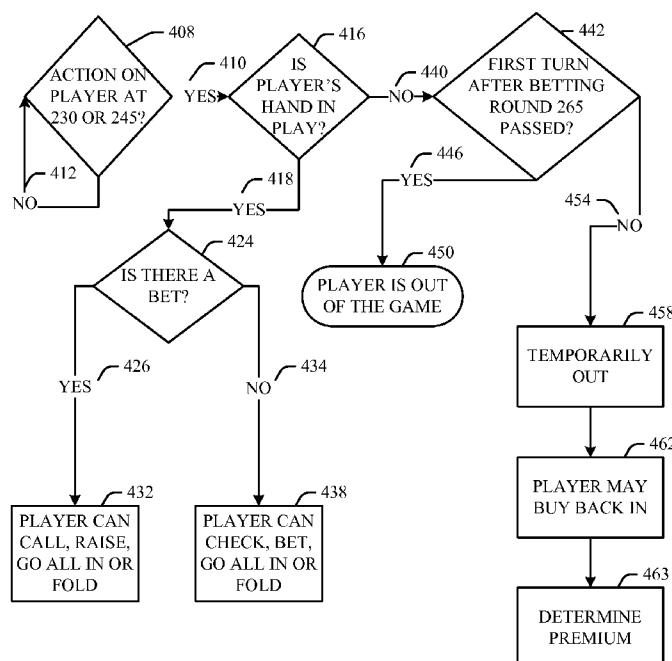 408
ACTION ON
PLAYER AT
230 OR 245?
412
NO
410
YES
416
IS
PLAYER'S
HAND IN
PLAY?
440
NO
442
FIRST TURN
AFTER BETTING
ROUND 265
PASSED?
446
YES
450
PLAYER IS OUT
OF THE GAME
454
NO
418
YES
424
IS THERE A
BET?
426
YES
434
NO
432
PLAYER CAN
CALL, RAISE,
GO ALL IN OR
FOLD
438
PLAYER CAN
CHECK, BET,
GO ALL IN OR
FOLD
458
TEMPORARILY
OUT
462
PLAYER MAY
BUY BACK IN
463
DETERMINE
PREMIUM